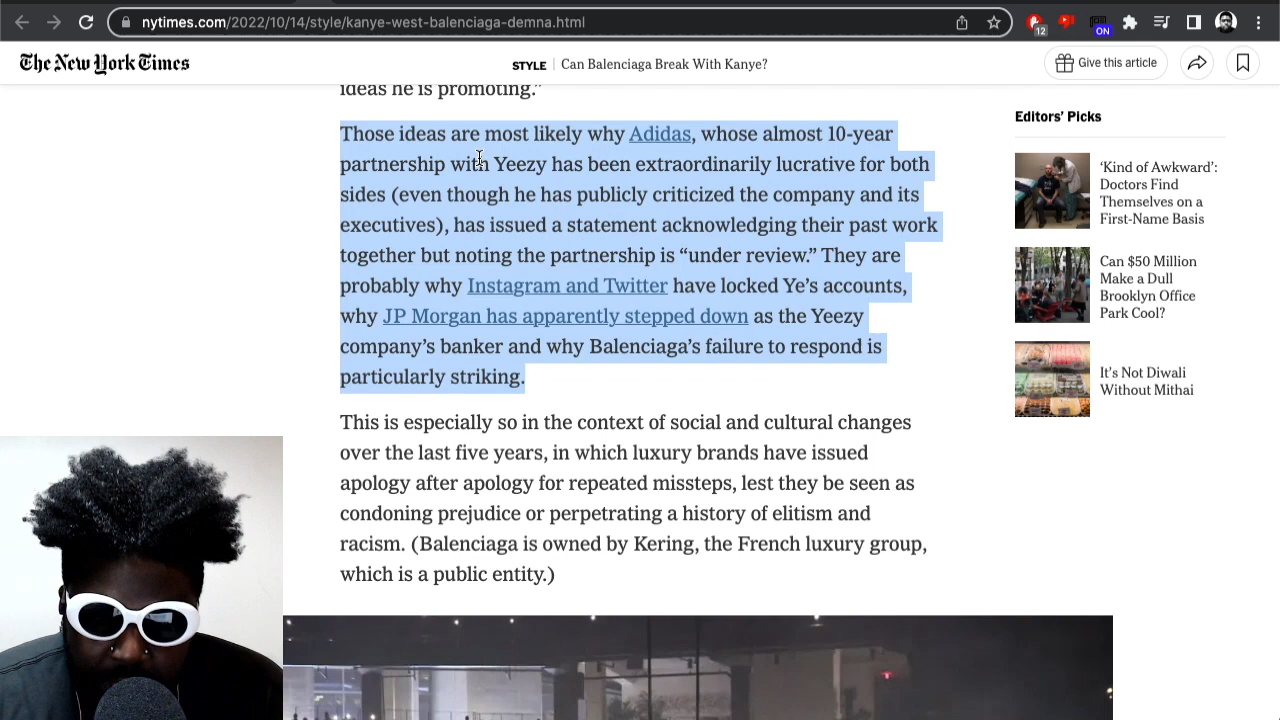 nytimes.com/2022/10/14/style/kanye-west-balenciaga-demna.html
12
ON
The New York Times
STYLE | Can Balenciaga Break With Kanye?
Give this article
ideas he is promoting.”
Those ideas are most likely why Adidas, whose almost 10-year
partnership with Yeezy has been extraordinarily lucrative for both
sides (even though he has publicly criticized the company and its
executives), has issued a statement acknowledging their past work
together but noting the partnership is “under review.” They are
probably why Instagram and Twitter have locked Ye’s accounts,
why JP Morgan has apparently stepped down as the Yeezy
company’s banker and why Balenciaga’s failure to respond is
particularly striking.
This is especially so in the context of social and cultural changes
over the last five years, in which luxury brands have issued
apology after apology for repeated missteps, lest they be seen as
condoning prejudice or perpetrating a history of elitism and
racism. (Balenciaga is owned by Kering, the French luxury group,
which is a public entity.)
Editors’ Picks
‘Kind of Awkward’:
Doctors Find
Themselves on a
First-Name Basis
Can $50 Million
Make a Dull
Brooklyn Office
Park Cool?
It’s Not Diwali
Without Mithai